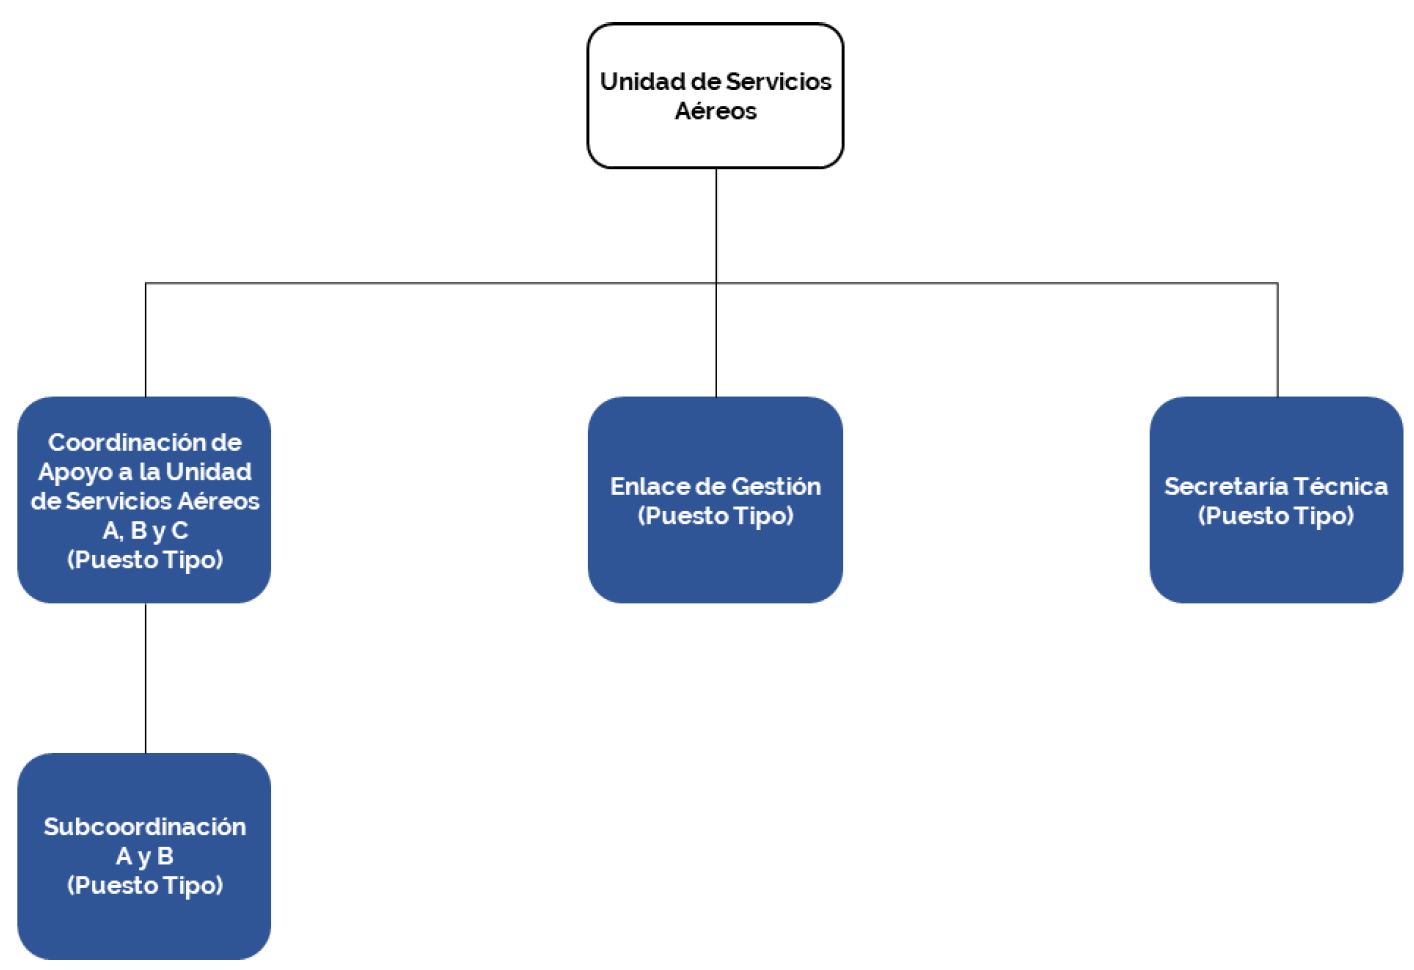 Unidad de Servicios
Aéreos
Coordinación de
Apoyo a la Unidad
de Servicios Aéreos
A, B y C
(Puesto Tipo)
Enlace de Gestión
(Puesto Tipo)
Secretaría Técnica
(Puesto Tipo)
Subcoordinación
A y B
(Puesto Tipo)